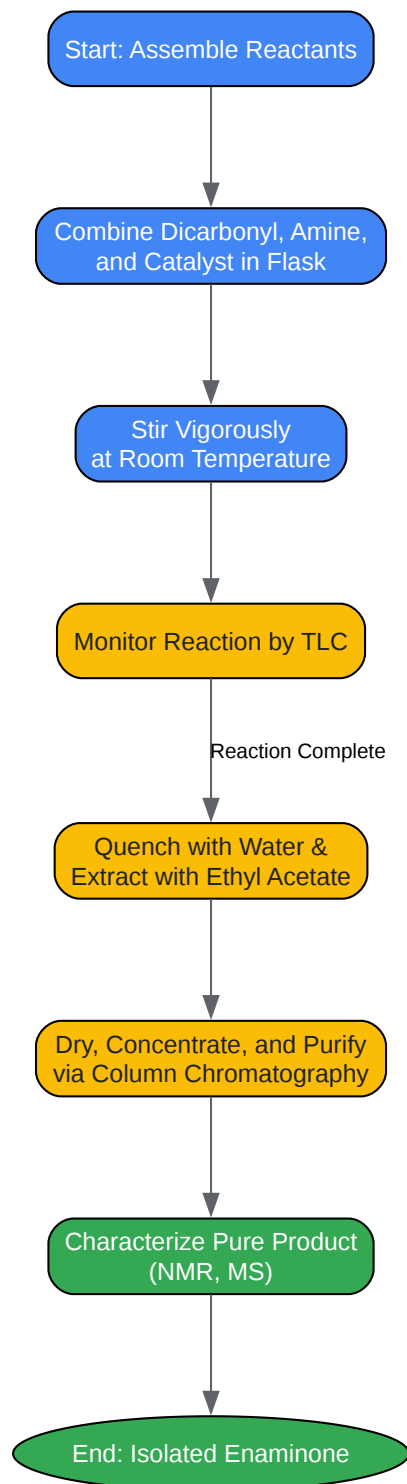 Start: Assemble Reactants
Combine Dicarbonyl, Amine,
and Catalyst in Flask
Stir Vigorously
at Room Temperature
Monitor Reaction by TLC
Reaction Complete
Quench with Water &
Extract with Ethyl Acetate
Dry, Concentrate, and Purify
via Column Chromatography
Characterize Pure Product
(NMR, MS)
End: Isolated Enaminone